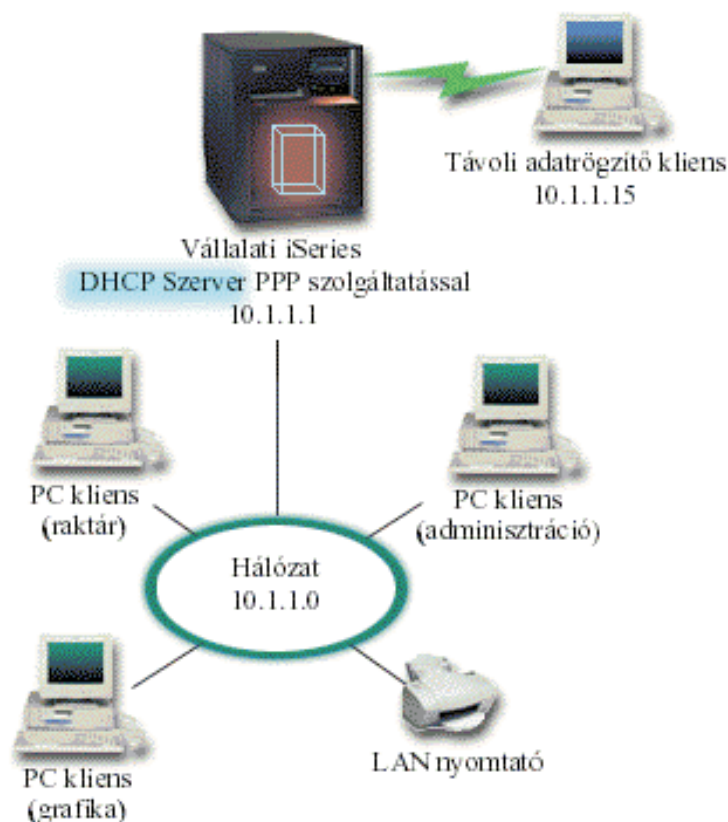 Távoli adatrögzítő kliens
10.1.1.15
Vállalati iSeries
DHCP Szerver PPP szolgáltatással
10.1.1.1
PC kliens
(raktár)
PC kliens
(adminisztráció)
Hálózat
10.1.1.0
LAN nyomtató
PC kliens
(grafika)